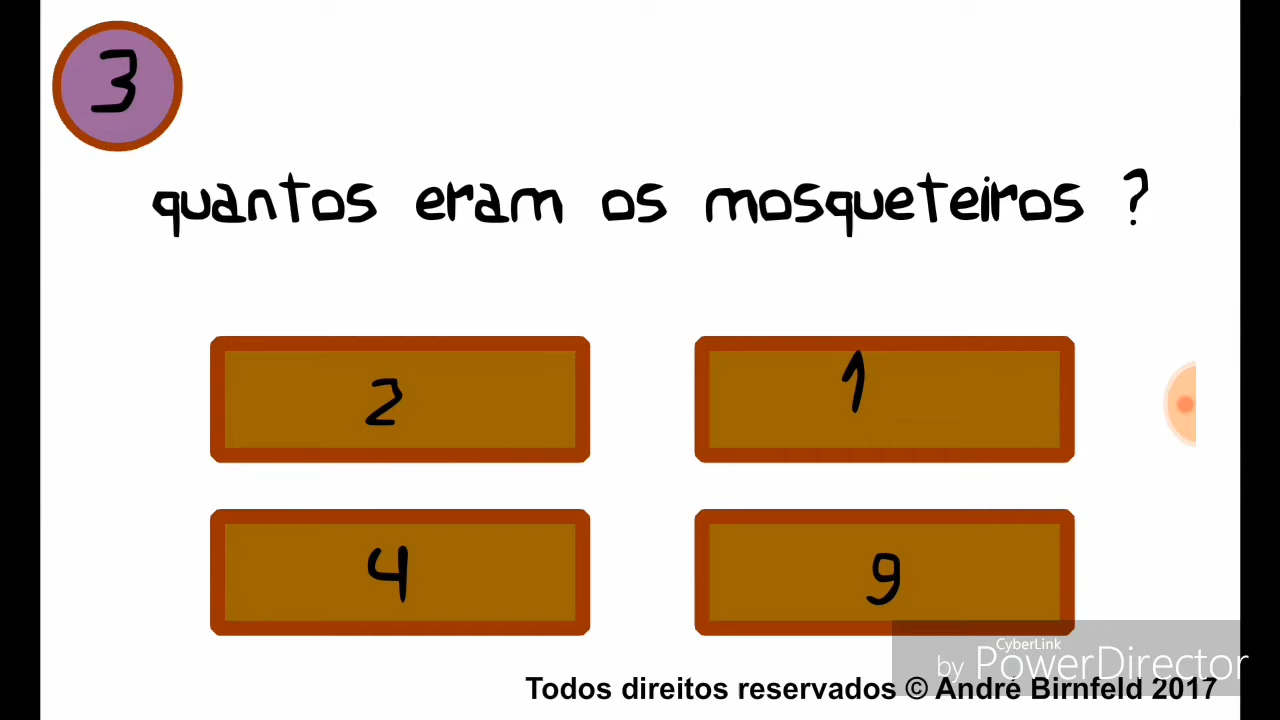 3
quantos eram os mosqueteiros ?
2
1
4
9
CyberLink
by PowerDirector
Todos direitos reservados © André Birnfeld 2017